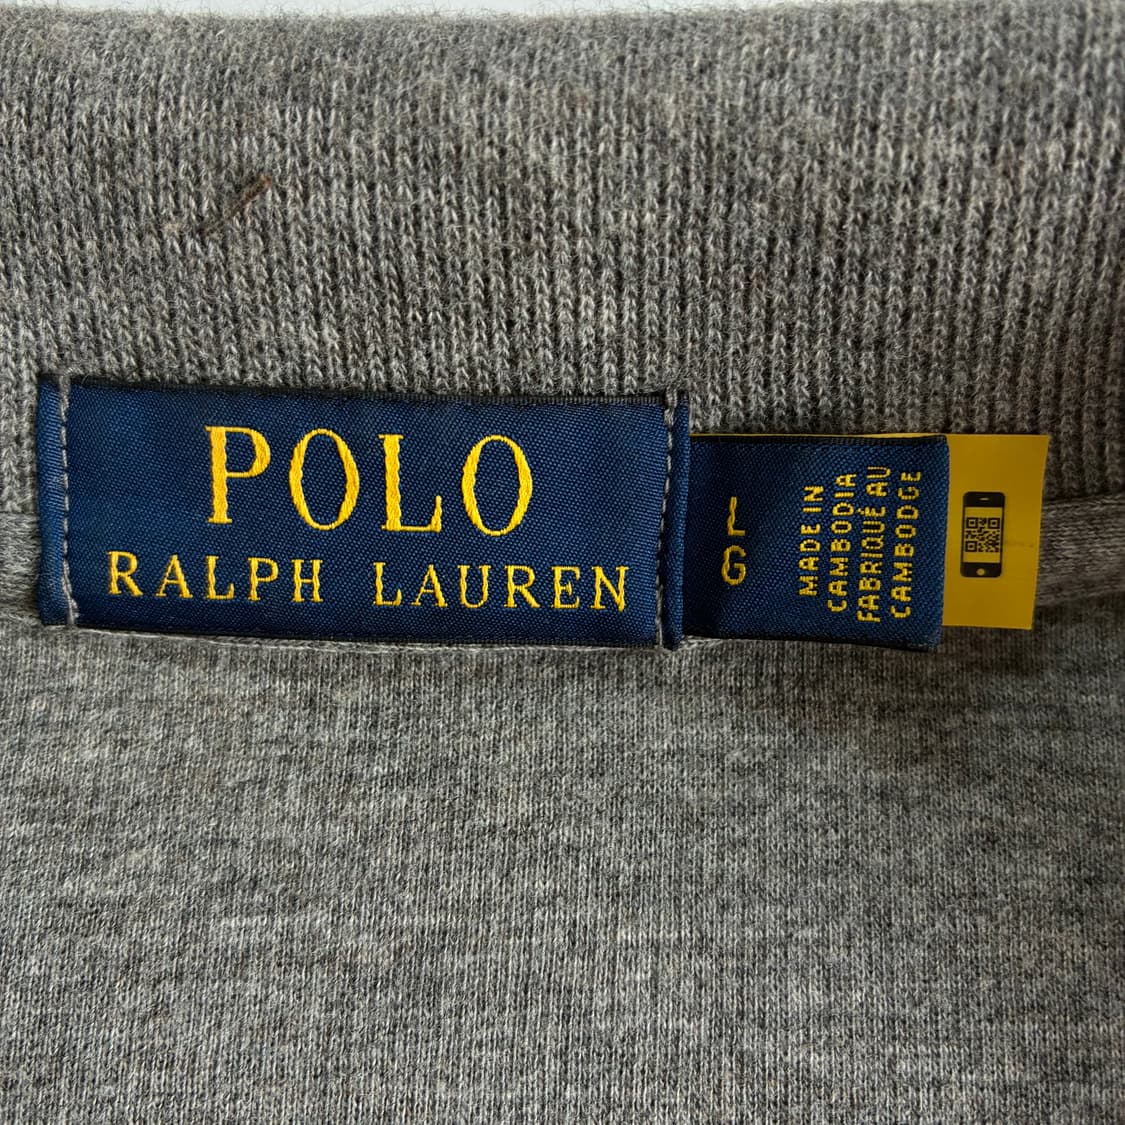 POLO
RALPH LAUREN
L
G
MADE IN
CAMBODIA
FABRIQUÉ AU
CAMBODGE